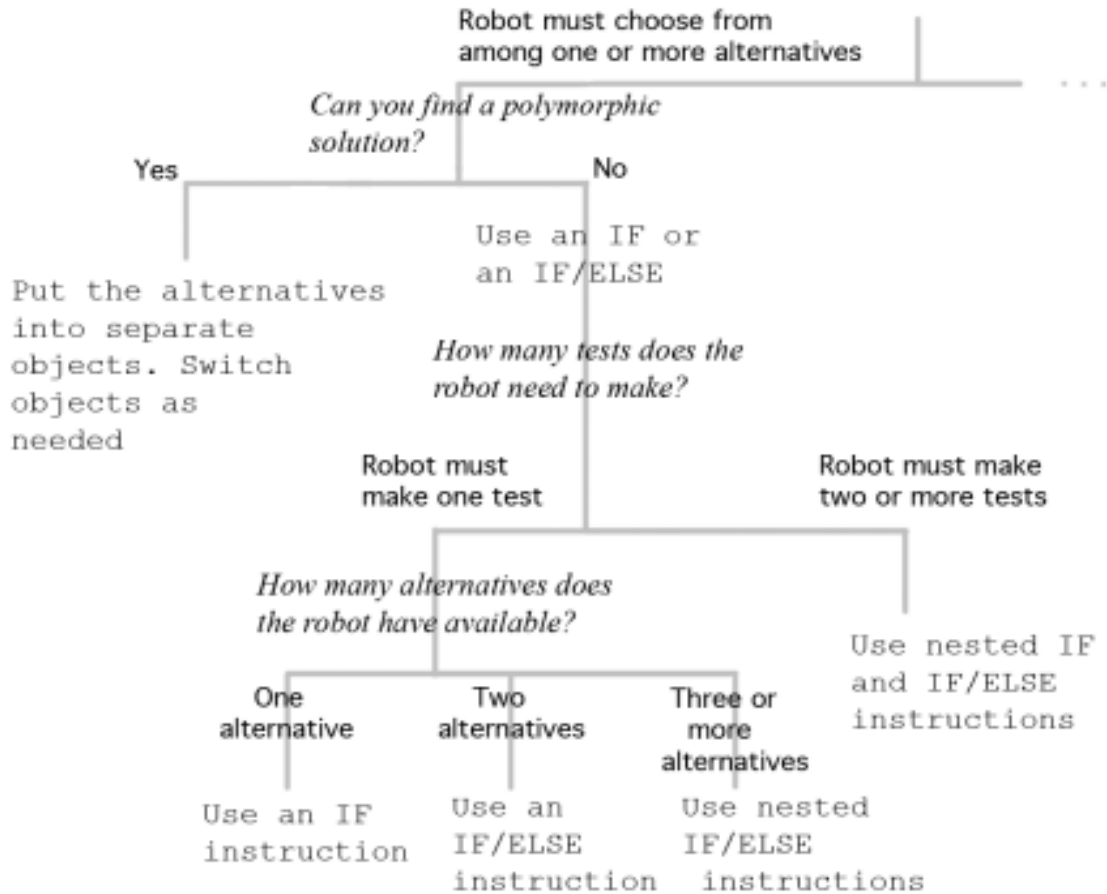 Robot must choose from
among one or more alternatives
. . .
Can you find a polymorphic
solution?
Yes
No
Use an IF or
an IF/ELSE
Put the alternatives
into separate
objects. Switch
objects as
needed
How many tests does the
robot need to make?
Robot must
make one test
Robot must make
two or more tests
How many alternatives does
the robot have available?
Use nested IF
and IF/ELSE
instructions
One
alternative
Two
alternatives
Three or
more
alternatives
Use an IF
instruction
Use an
IF/ELSE
instruction
Use nested
IF/ELSE
instructions